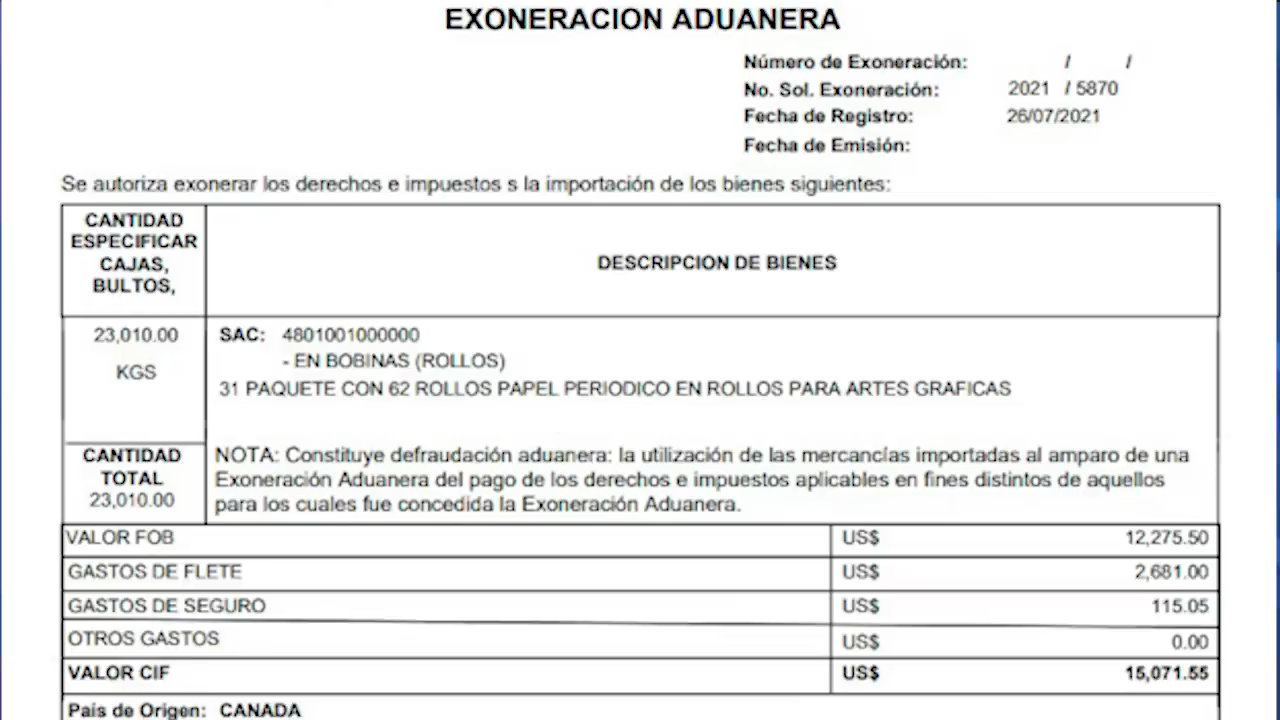 EXONERACION ADUANERA
Número de Exoneración: / /
No. Sol. Exoneración: 2021 / 5870
Fecha de Registro: 26/07/2021
Fecha de Emisión:
Se autoriza exonerar los derechos e impuestos s la importación de los bienes siguientes:
CANTIDAD
ESPECIFICAR
CAJAS,
BULTOS,
DESCRIPCION DE BIENES
23,010.00
KGS
SAC: 4801001000000
- EN BOBINAS (ROLLOS)
31 PAQUETE CON 62 ROLLOS PAPEL PERIODICO EN ROLLOS PARA ARTES GRAFICAS
CANTIDAD
TOTAL
23,010.00
NOTA: Constituye defraudación aduanera: la utilización de las mercancías importadas al amparo de una
Exoneración Aduanera del pago de los derechos e impuestos aplicables en fines distintos de aquellos
para los cuales fue concedida la Exoneración Aduanera.
VALOR FOB US$ 12,275.50
GASTOS DE FLETE US$ 2,681.00
GASTOS DE SEGURO US$ 115.05
OTROS GASTOS US$ 0.00
VALOR CIF US$ 15,071.55
País de Origen: CANADA